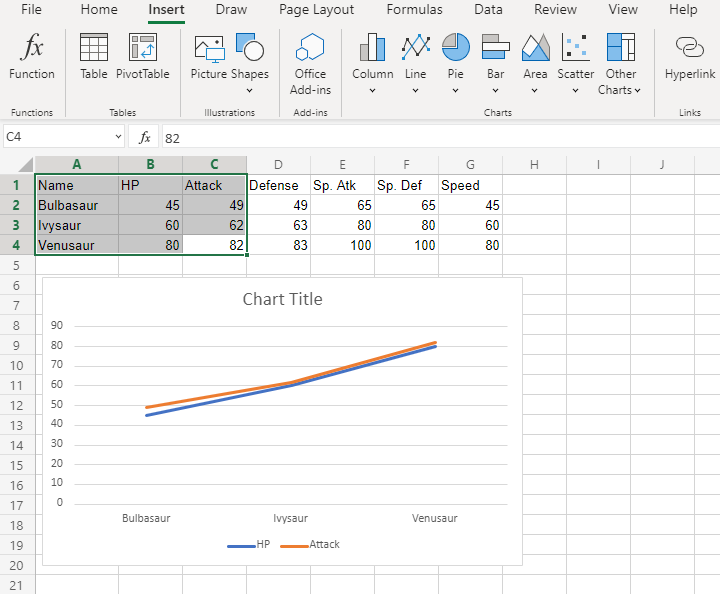 File Home Insert Draw Page Layout Formulas Data Review View Help
fx
Function Table PivotTable Picture Shapes Office Add-ins Column Line Pie Bar Area Scatter Other Charts Hyperlink
Functions Tables Illustrations Add-ins Charts Links
C4 fx 82
A B C D E F G H I J
1 Name HP Attack Defense Sp. Atk Sp. Def Speed
2 Bulbasaur 45 49 49 65 65 45
3 Ivysaur 60 62 63 80 80 60
4 Venusaur 80 82 83 100 100 80
5
6
Chart Title
7
8 90
9 80
10 70
11 60
12 50
13 40
14 30
15 20
16 10
17 0
18 Bulbasaur Ivysaur Venusaur
19 HP Attack
20
21